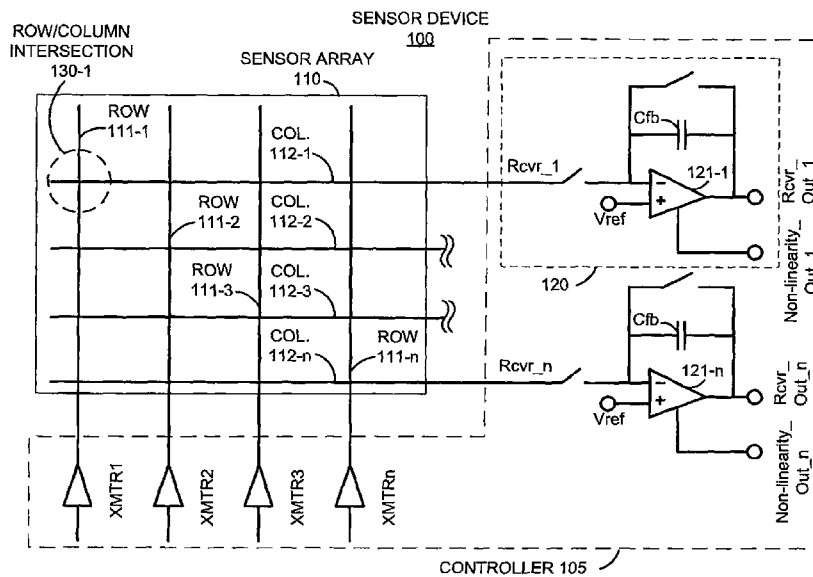 SENSOR DEVICE
100
ROW/COLUMN
INTERSECTION
130-1
SENSOR ARRAY
110
ROW
111-1
COL.
112-1
Rcvr_1
Cfb
121-1
Vref
Rcvr_
Out_1
Non-linearity_
Out_1
ROW
111-2
COL.
112-2
120
ROW
111-3
COL.
112-3
COL.
112-n
ROW
111-n
Rcvr_n
Cfb
121-n
Vref
Rcvr_
Out_n
Non-linearity_
Out_n
XMTR1
XMTR2
XMTR3
XMTRn
CONTROLLER 105